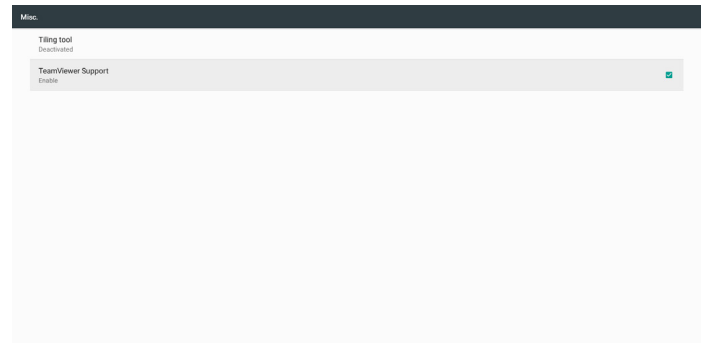 Misc.
Tiling tool
Deactivated
TeamViewer Support
Enable